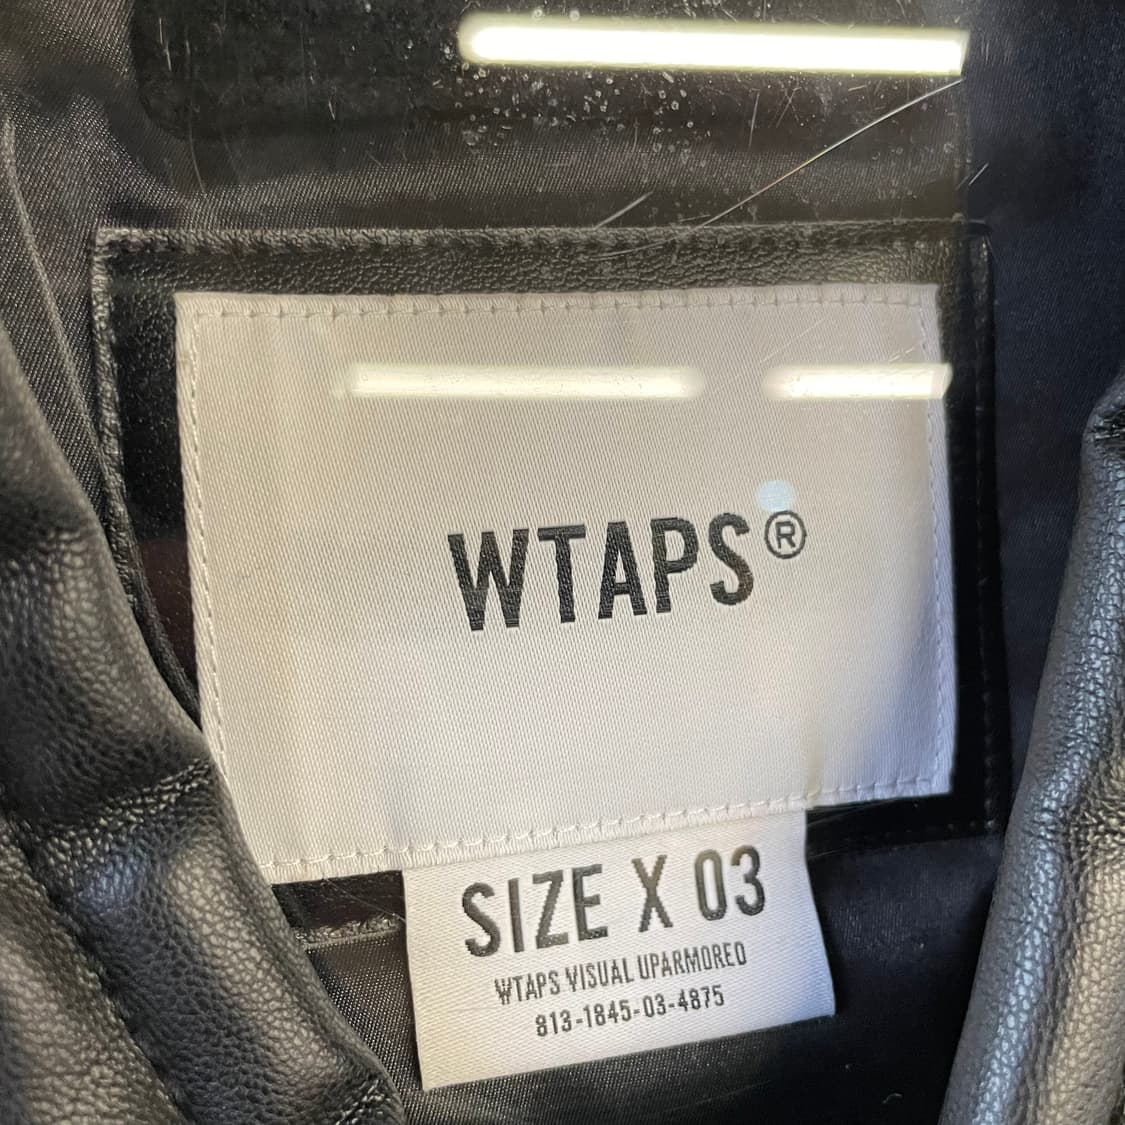 WTAPS®
SIZE X 03
WTAPS VISUAL UPARMORED
813-1845-03-4875